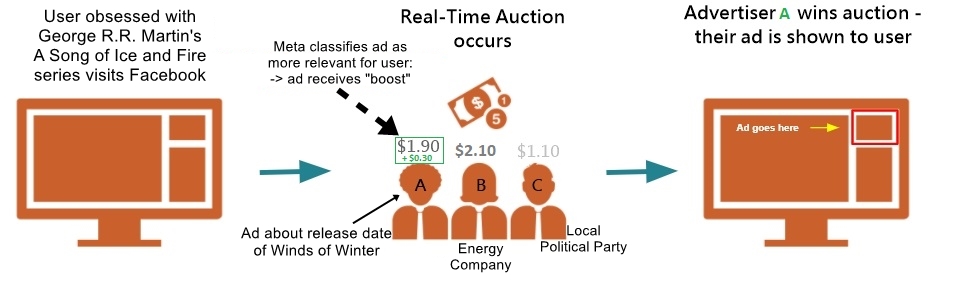 User obsessed with
George R.R. Martin's
A Song of Ice and Fire
series visits Facebook
Real-Time Auction
occurs
Meta classifies ad as
more relevant for user:
-> ad receives "boost"
$
1
5
$1.90
+ $0.30
$2.10
$1.10
A
B
C
Ad about release date
of Winds of Winter
Energy
Company
Local
Political Party
Advertiser A wins auction -
their ad is shown to user
Ad goes here